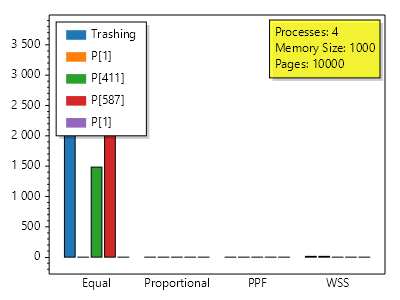 3 500
3 000
2 500
2 000
1 500
1 000
500
0
Trashing
P[1]
P[411]
P[587]
P[1]
Processes: 4
Memory Size: 1000
Pages: 10000
Equal Proportional PPF WSS